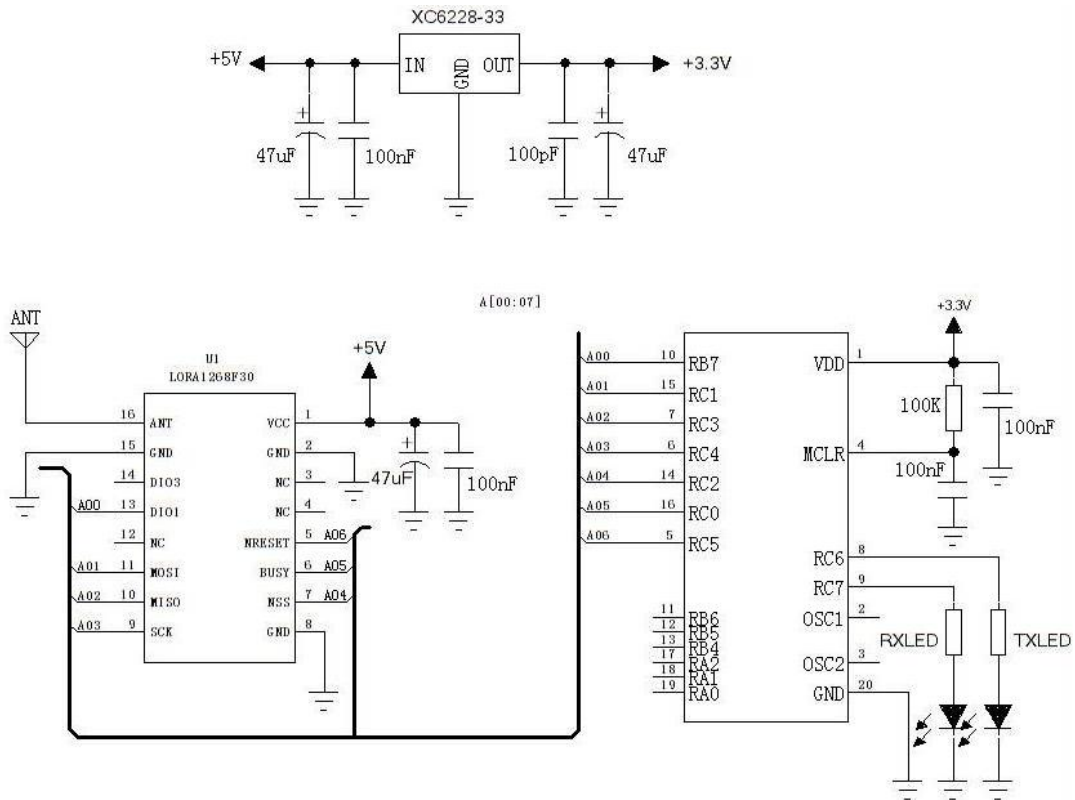 XC6228-33
+5V IN GND OUT +3.3V
47uF 100nF 100pF 47uF
A[00:07]
ANT
U1
LORA1268F30
+5V
16 ANT VCC 1
15 GND GND 2
14 DIO3 NC 3
A00 13 DIO1 NC 4
12 NC NRESET 5 A06
A01 11 MOSI BUSY 6 A05
A02 10 MISO NSS 7 A04
A03 9 SCK GND 8
47uF 100nF
+3.3V
A00 10 RB7 VDD 1
A01 15 RC1
100K
100nF
A02 7 RC3
A03 6 RC4 MCLR 4
100nF
A04 14 RC2
A05 16 RC0
A06 5 RC5
RC6 8
RC7 9
11 RB6 OSC1 2
12 RB5
13 RB4
RXLED TXLED
17 RA2 OSC2 3
18 RA1
19 RA0 GND 20